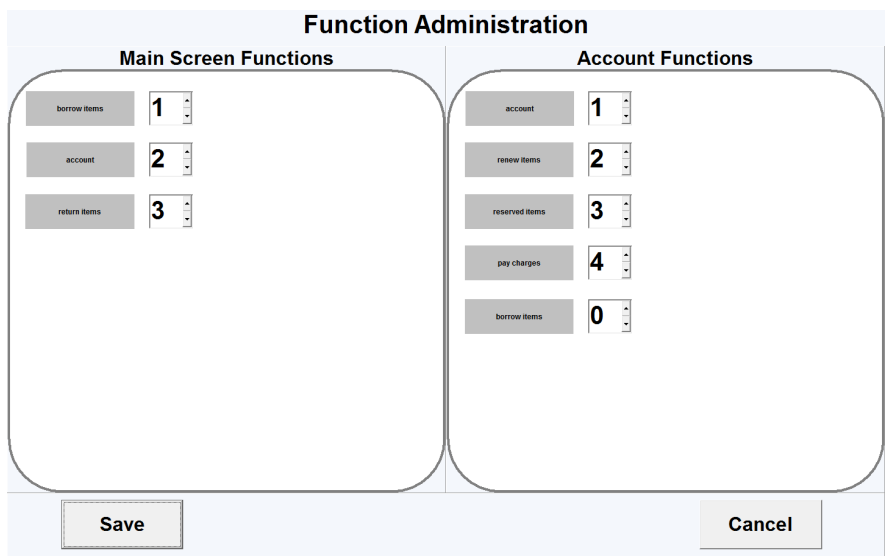 Function Administration
Main Screen Functions
borrow items 1
account 2
return items 3
Account Functions
account 1
renew items 2
reserved items 3
pay charges 4
borrow items 0
Save
Cancel